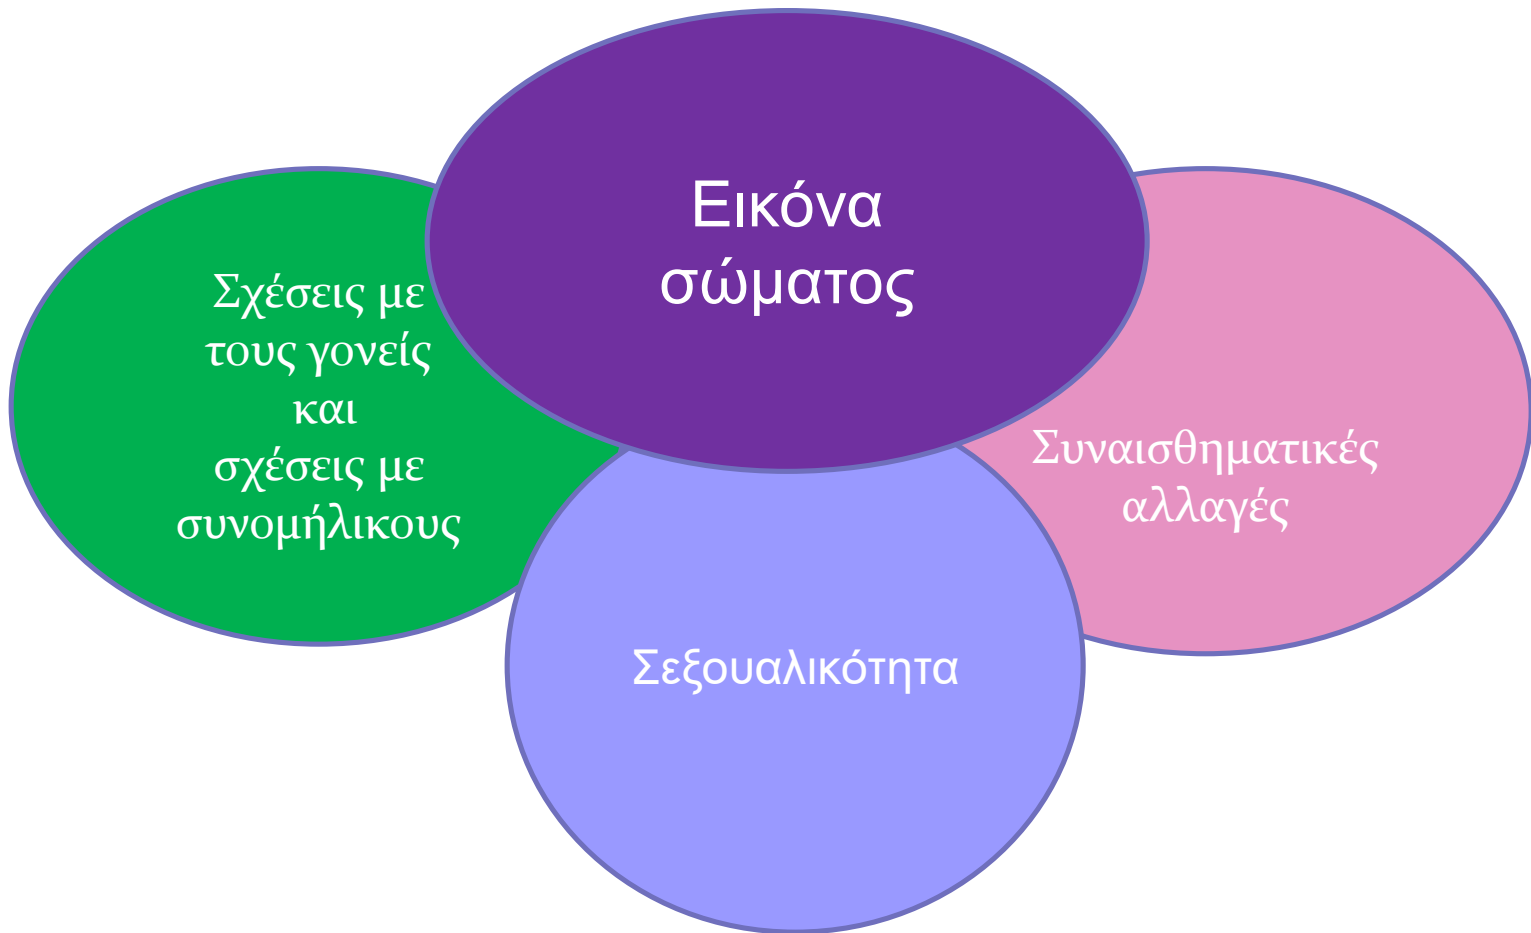 Εικόνα
σώματος
Σχέσεις με
τους γονείς
και
σχέσεις με
συνομήλικους
Συναισθηματικές
αλλαγές
Σεξουαλικότητα